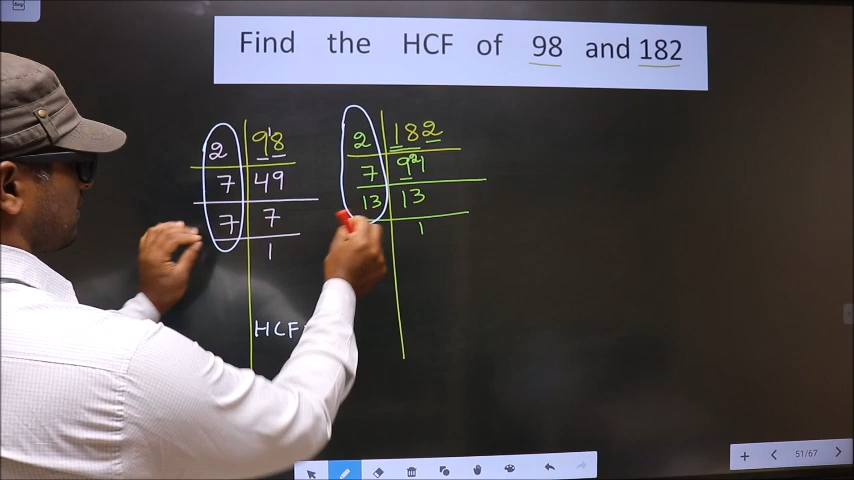 Find the HCF of 98 and 182
2 | 98 2 | 182
7 | 49 7 | 91
7 | 7 13 | 13
1 1
HCF
51/67